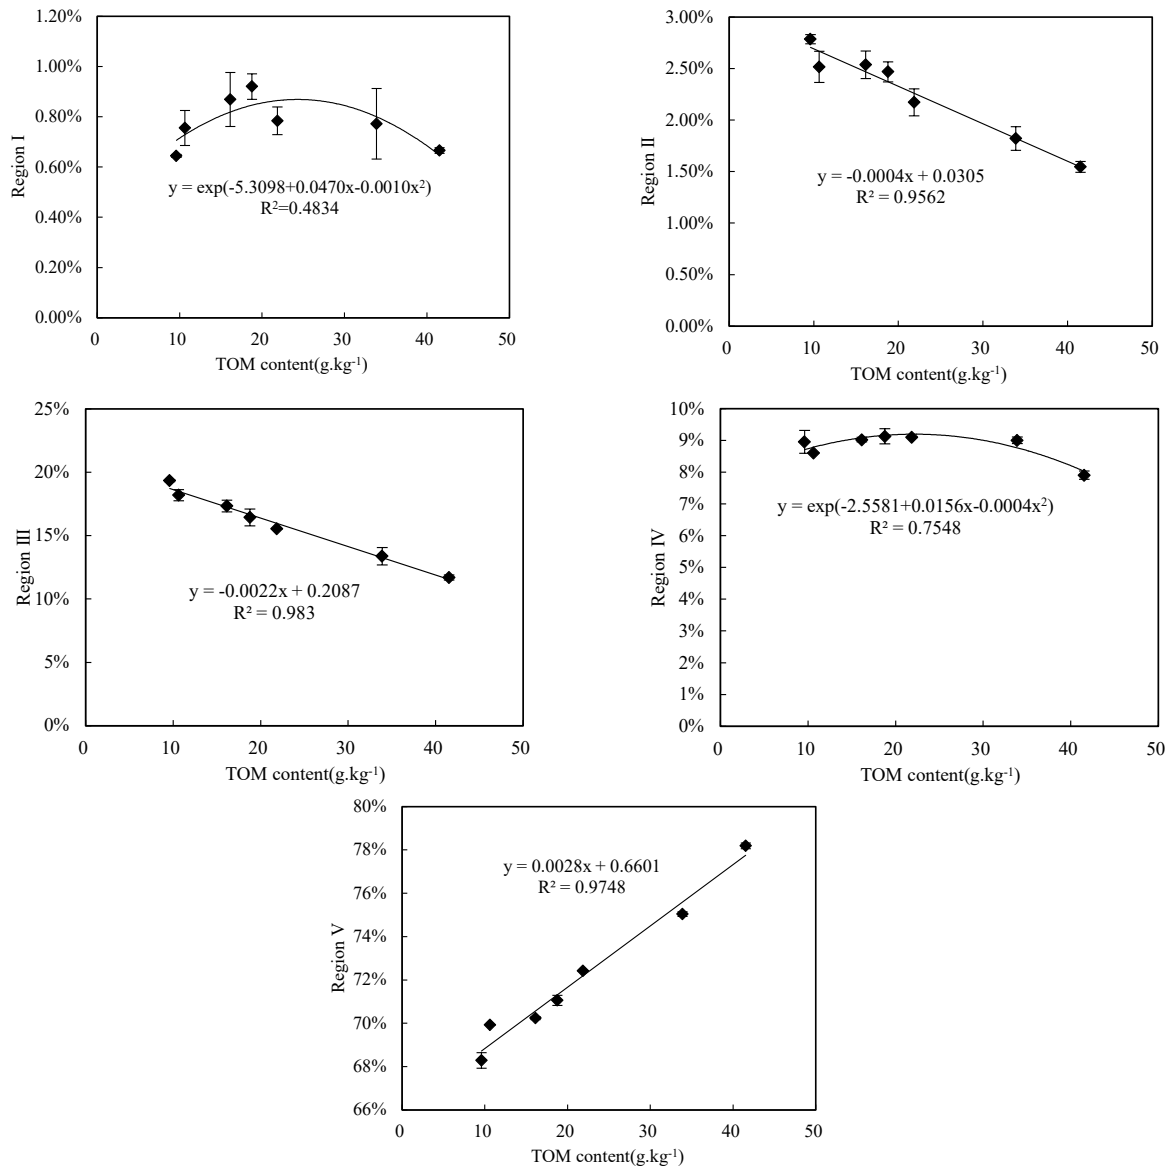 1.20%
1.00%
0.80%
0.60%
0.40%
0.20%
0.00%
Region I
y = exp(-5.3098+0.0470x-0.0010x²)
R²=0.4834
0 10 20 30 40 50
TOM content(g.kg⁻¹)
3.00%
2.50%
2.00%
1.50%
1.00%
0.50%
0.00%
Region II
y = -0.0004x + 0.0305
R² = 0.9562
0 10 20 30 40 50
TOM content(g.kg⁻¹)
25%
20%
15%
10%
5%
0%
Region III
y = -0.0022x + 0.2087
R² = 0.983
0 10 20 30 40 50
TOM content(g.kg⁻¹)
10%
9%
8%
7%
6%
5%
4%
3%
2%
1%
0%
Region IV
y = exp(-2.5581+0.0156x-0.0004x²)
R² = 0.7548
0 10 20 30 40 50
TOM content(g.kg⁻¹)
80%
78%
76%
74%
72%
70%
68%
66%
Region V
y = 0.0028x + 0.6601
R² = 0.9748
0 10 20 30 40 50
TOM content(g.kg⁻¹)